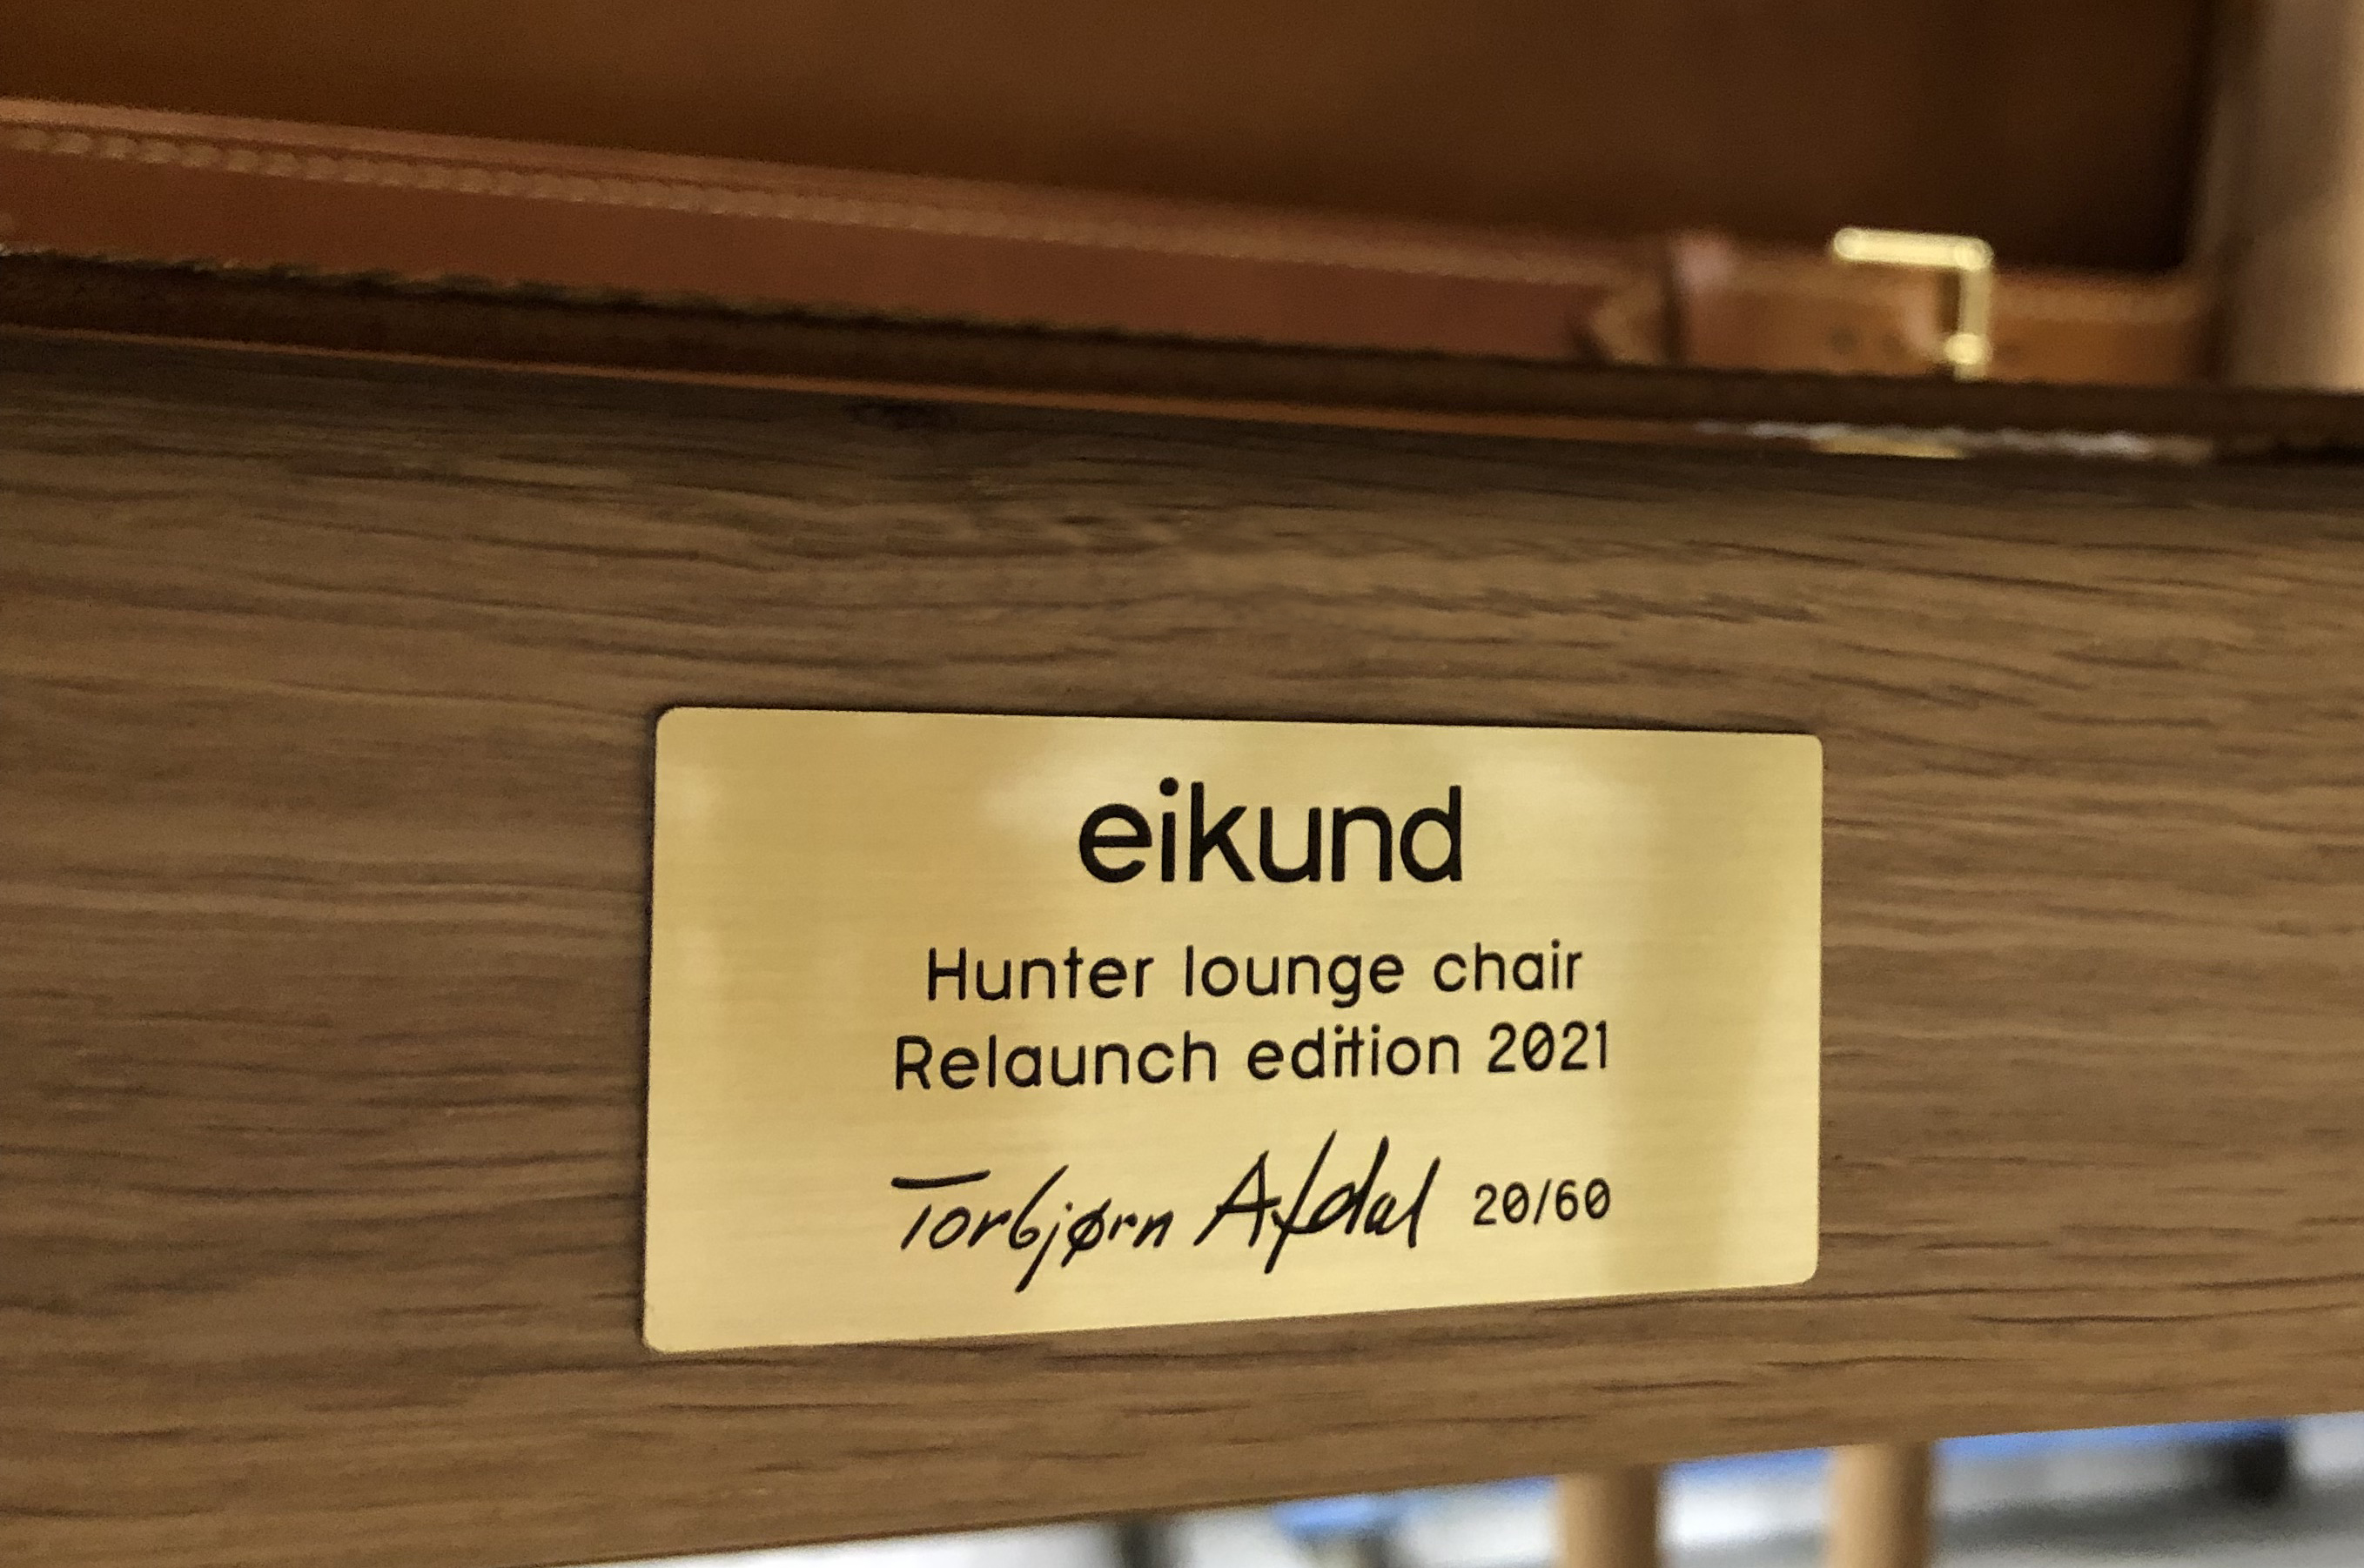 eikund
Hunter lounge chair
Relaunch edition 2021
Torbjørn Afdal 20/60